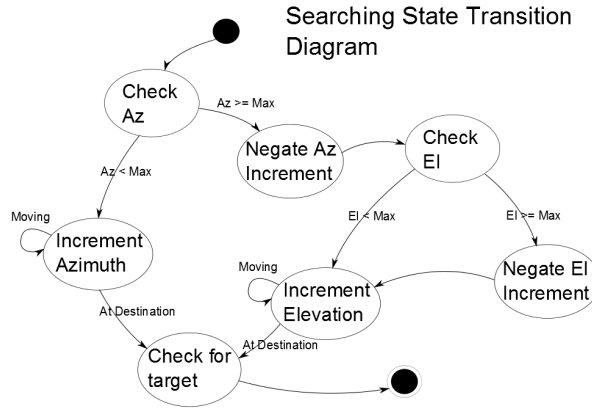 Searching State Transition
Diagram
Check
Az
Az >= Max
Negate Az
Increment
Check
El
Az < Max
El < Max
El >= Max
Moving
Increment
Azimuth
Moving
Increment
Elevation
Negate El
Increment
At Destination
At Destination
Check for
target